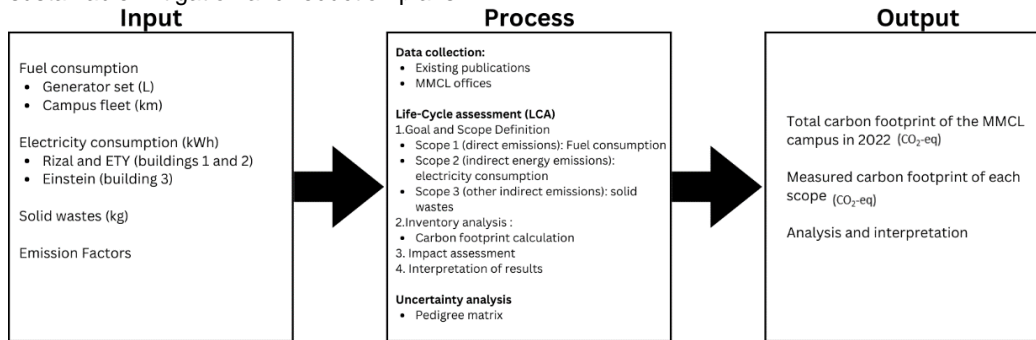 Input
Process
Output
Fuel consumption
• Generator set (L)
• Campus fleet (km)
Electricity consumption (kWh)
• Rizal and ETY (buildings 1 and 2)
• Einstein (building 3)
Solid wastes (kg)
Emission Factors
Data collection:
• Existing publications
• MMCL offices
Life-Cycle assessment (LCA)
1.Goal and Scope Definition
• Scope 1 (direct emissions): Fuel consumption
• Scope 2 (indirect energy emissions):
electricity consumption
• Scope 3 (other indirect emissions): solid
wastes
2.Inventory analysis :
• Carbon footprint calculation
3. Impact assessment
4. Interpretation of results
Uncertainty analysis
• Pedigree matrix
Total carbon footprint of the MMCL
campus in 2022 (CO₂-eq)
Measured carbon footprint of each
scope (CO₂-eq)
Analysis and interpretation